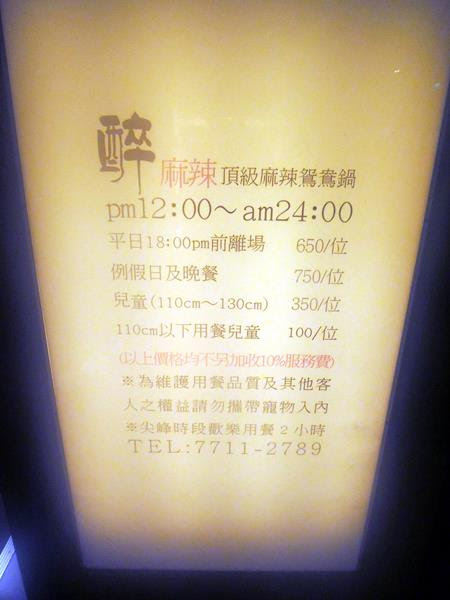 醉麻辣頂級麻辣鴛鴦鍋
pm12:00～am24:00
平日18:00pm前離場 650/位
例假日及晚餐 750/位
兒童(110cm～130cm) 350/位
110cm以下用餐兒童 100/位
(以上價格均不另加收10%服務費)
※為維護用餐品質及其他客
人之權益請勿攜帶寵物入內
※尖峰時段歡樂用餐2小時
TEL:7711-2789